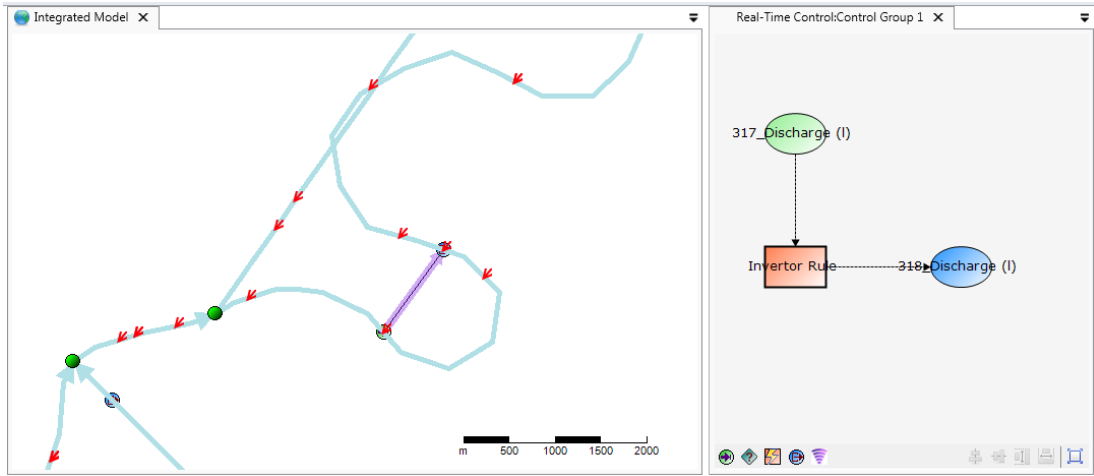 Integrated Model X
Real-Time Control:Control Group 1 X
317_Discharge (I)
Invertor Rule
318_Discharge (I)
m 500 1000 1500 2000